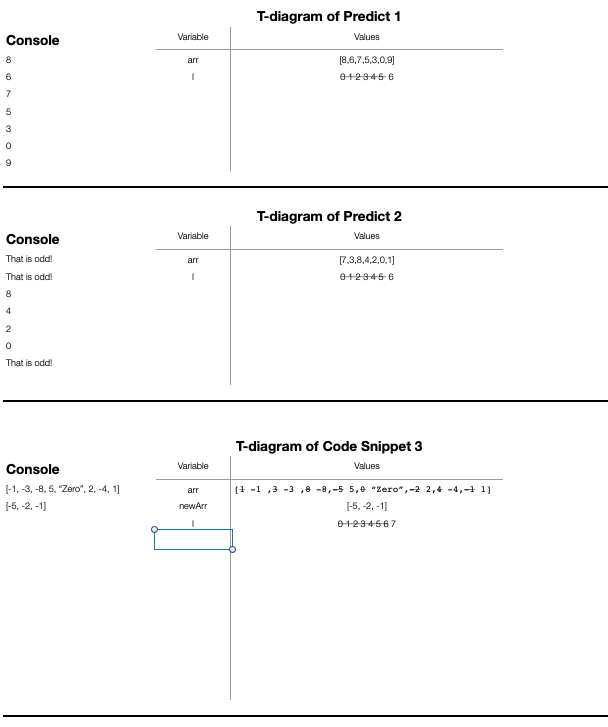 T-diagram of Predict 1
Console
Variable Values
8 arr [8,6,7,5,3,0,9]
6 I 0 1 2 3 4 5 6
7
5
3
0
9
T-diagram of Predict 2
Console
Variable Values
That is odd! arr [7,3,8,4,2,0,1]
That is odd! I 0 1 2 3 4 5 6
8
4
2
0
That is odd!
T-diagram of Code Snippet 3
Console
Variable Values
[-1, -3, -8, 5, “Zero”, 2, -4, 1] arr [1 -1 ,3 -3 ,8 -8,-5 5,0 “Zero”,-2 2,4 -4,-1 1]
[-5, -2, -1] newArr [-5, -2, -1]
I 0 1 2 3 4 5 6 7